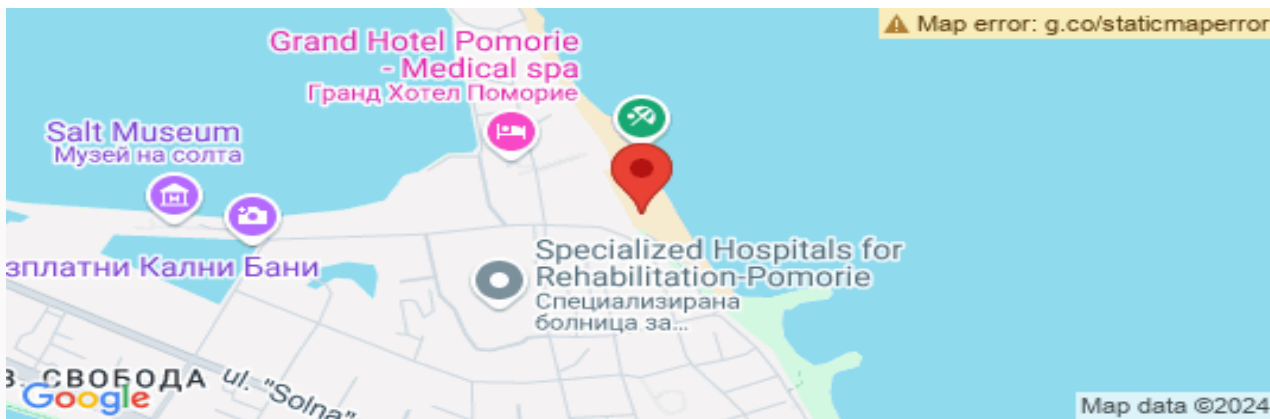 Map error: g.co/staticmaperror
Grand Hotel Pomorie
- Medical spa
Гранд Хотел Поморие
Salt Museum
Музей на солта
зплатни Кални Бани
Specialized Hospitals for
Rehabilitation-Pomorie
Специализирана
болница за...
в. СВОБОДА
ul. "Solna"
Google
Map data ©2024